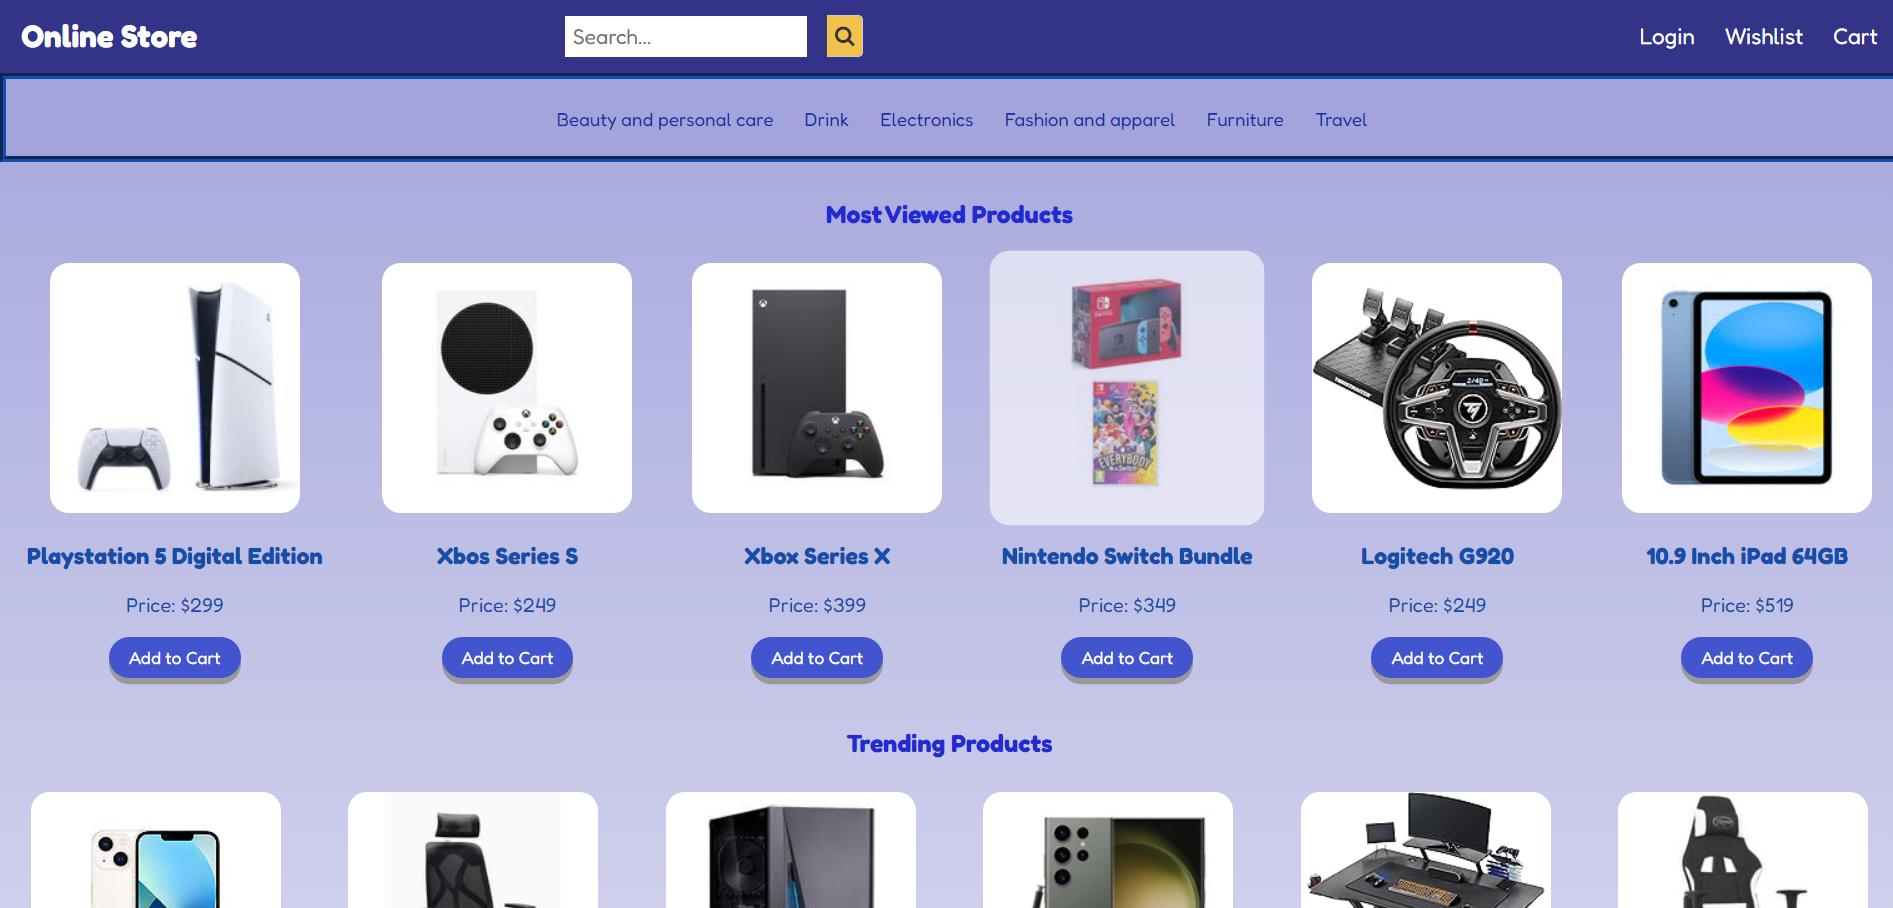 Online Store
Search...
Login Wishlist Cart
Beauty and personal care Drink Electronics Fashion and apparel Furniture Travel
Most Viewed Products
EVERYBODY
Playstation 5 Digital Edition Xbos Series S Xbox Series X Nintendo Switch Bundle Logitech G920 10.9 Inch iPad 64GB
Price: $299 Price: $249 Price: $399 Price: $349 Price: $249 Price: $519
Add to Cart Add to Cart Add to Cart Add to Cart Add to Cart Add to Cart
Trending Products